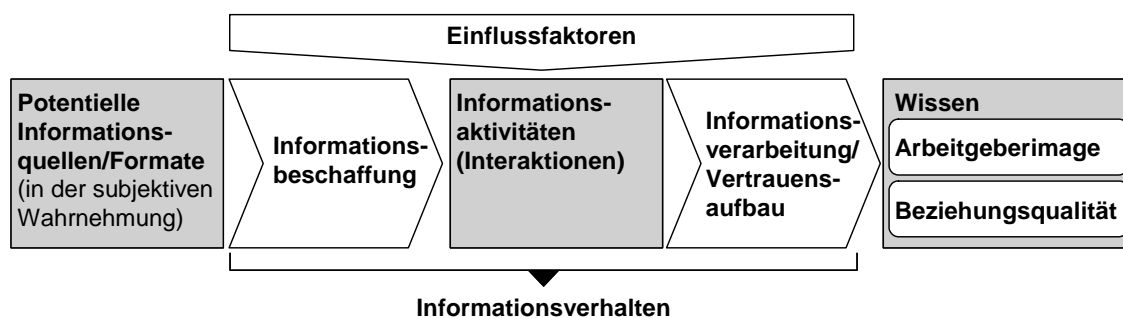 Einflussfaktoren
Potentielle
Informations-
quellen/Formate
(in der subjektiven
Wahrnehmung)
Informations-
beschaffung
Informations-
aktivitäten
(Interaktionen)
Informations-
verarbeitung/
Vertrauens-
aufbau
Wissen
Arbeitgeberimage
Beziehungsqualität
Informationsverhalten